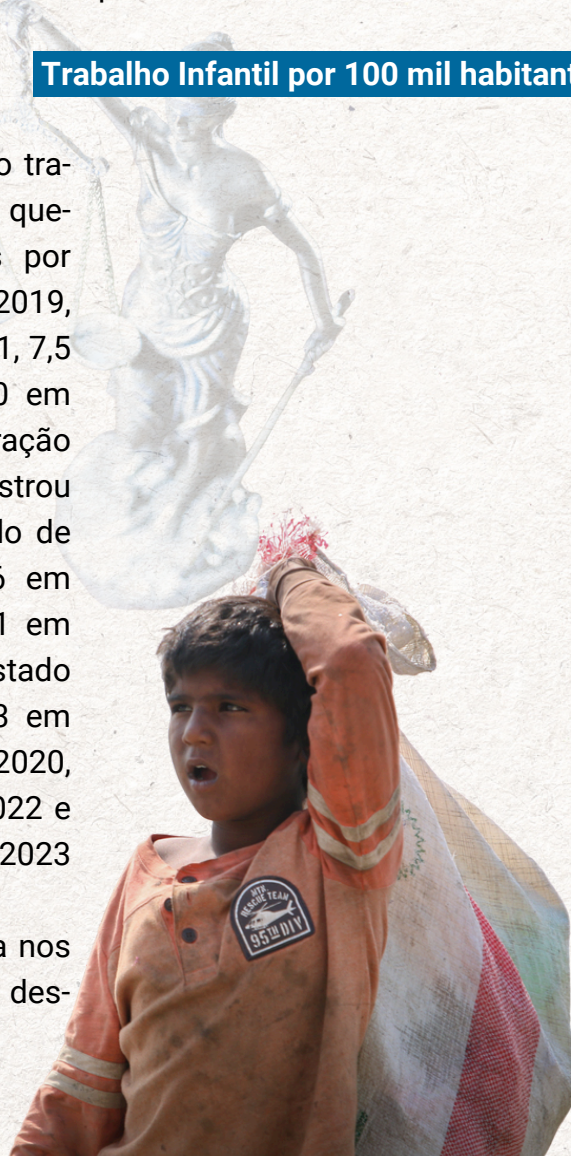 Trabalho Infantil por 100 mil habitant
o tra-
que-
por
2019,
1, 7,5
0 em
ração
strou
do de
em
1 em
stado
3 em
2020,
022 e
2023
a nos
des-
MTN.
RESCUE TEAM
95TH DIV